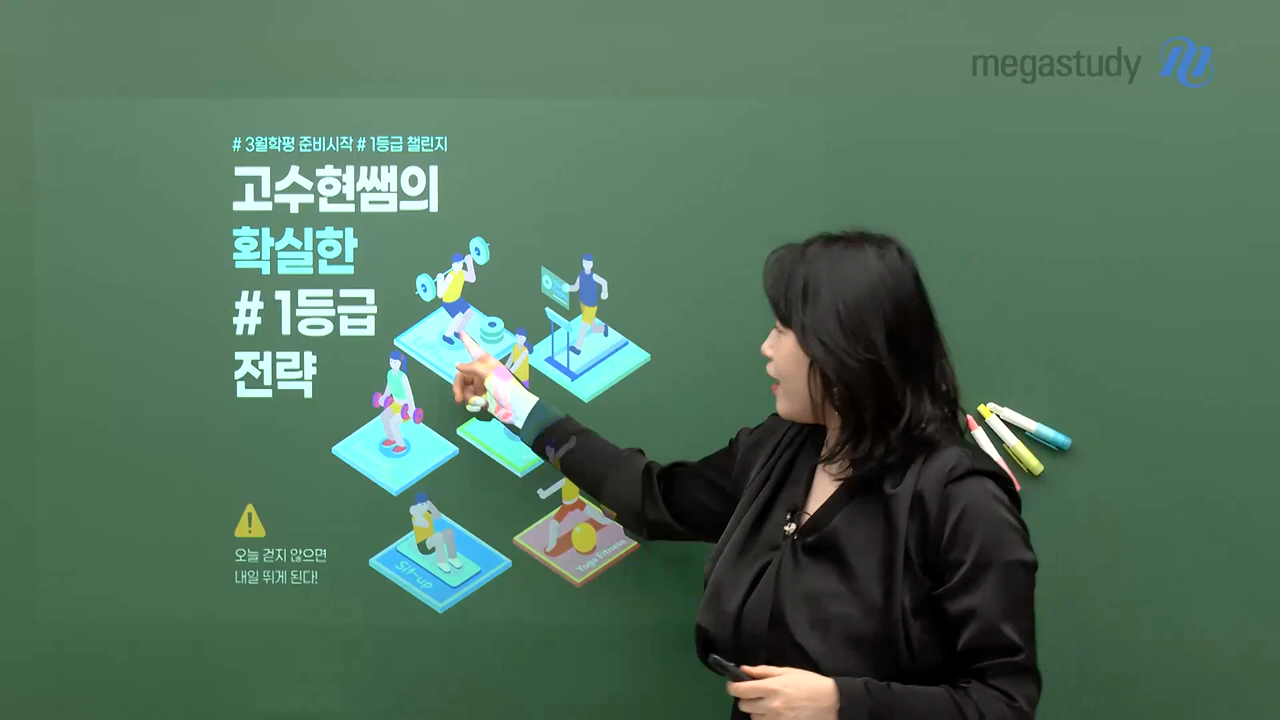 megastudy
# 3월학평 준비시작 # 1등급 챌린지
고수현쌤의
확실한
# 1등급
전략
오늘 걷지 않으면
내일 뛰게 된다!
Sit-up
Yoga Fitness